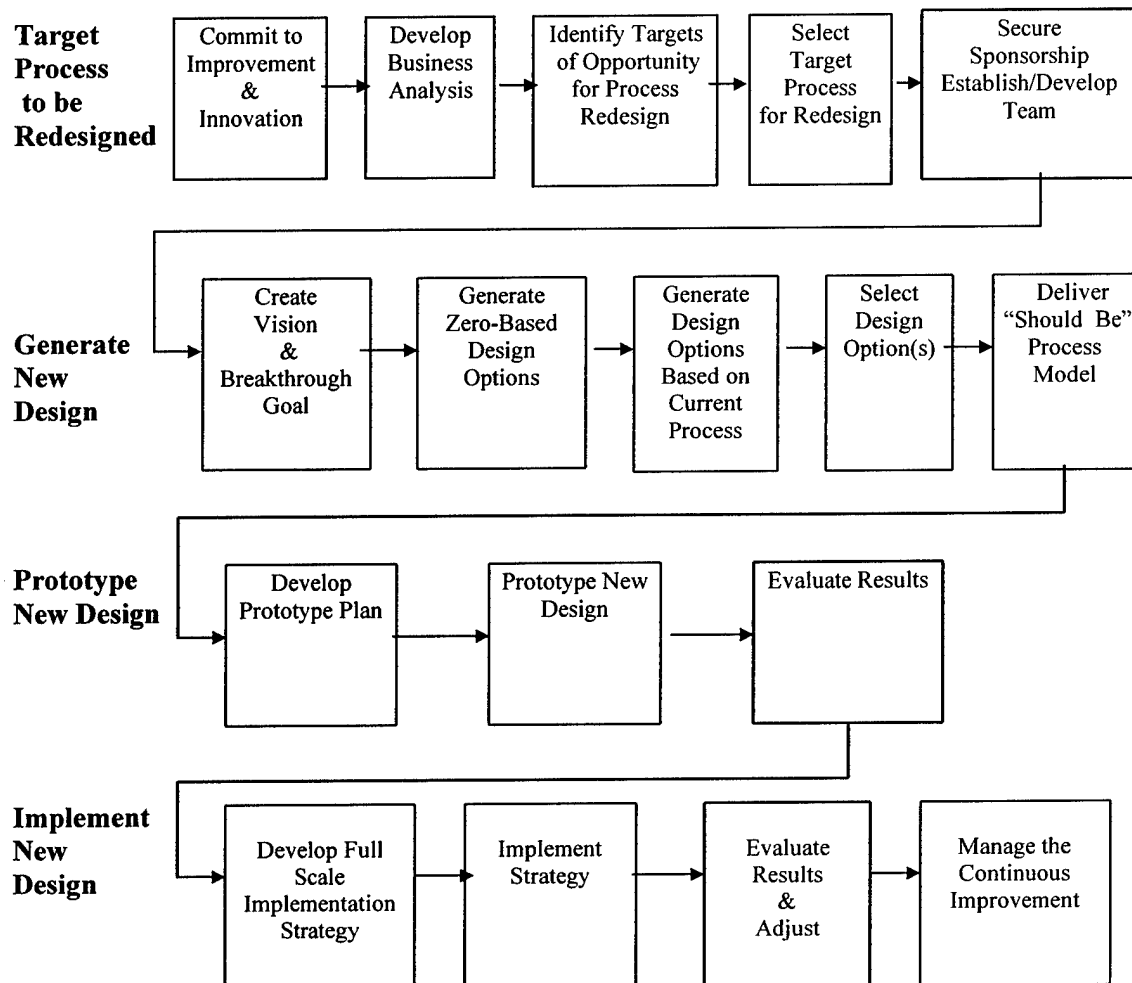 Target
Process
to be
Redesigned
Commit to
Improvement
&
Innovation
Develop
Business
Analysis
Identify Targets
of Opportunity
for Process
Redesign
Select
Target
Process
for Redesign
Secure
Sponsorship
Establish/Develop
Team
Generate
New
Design
Create
Vision
&
Breakthrough
Goal
Generate
Zero-Based
Design
Options
Generate
Design
Options
Based on
Current
Process
Select
Design
Option(s)
Deliver
“Should Be”
Process
Model
Prototype
New Design
Develop
Prototype Plan
Prototype New
Design
Evaluate Results
Implement
New
Design
Develop Full
Scale
Implementation
Strategy
Implement
Strategy
Evaluate
Results
&
Adjust
Manage the
Continuous
Improvement